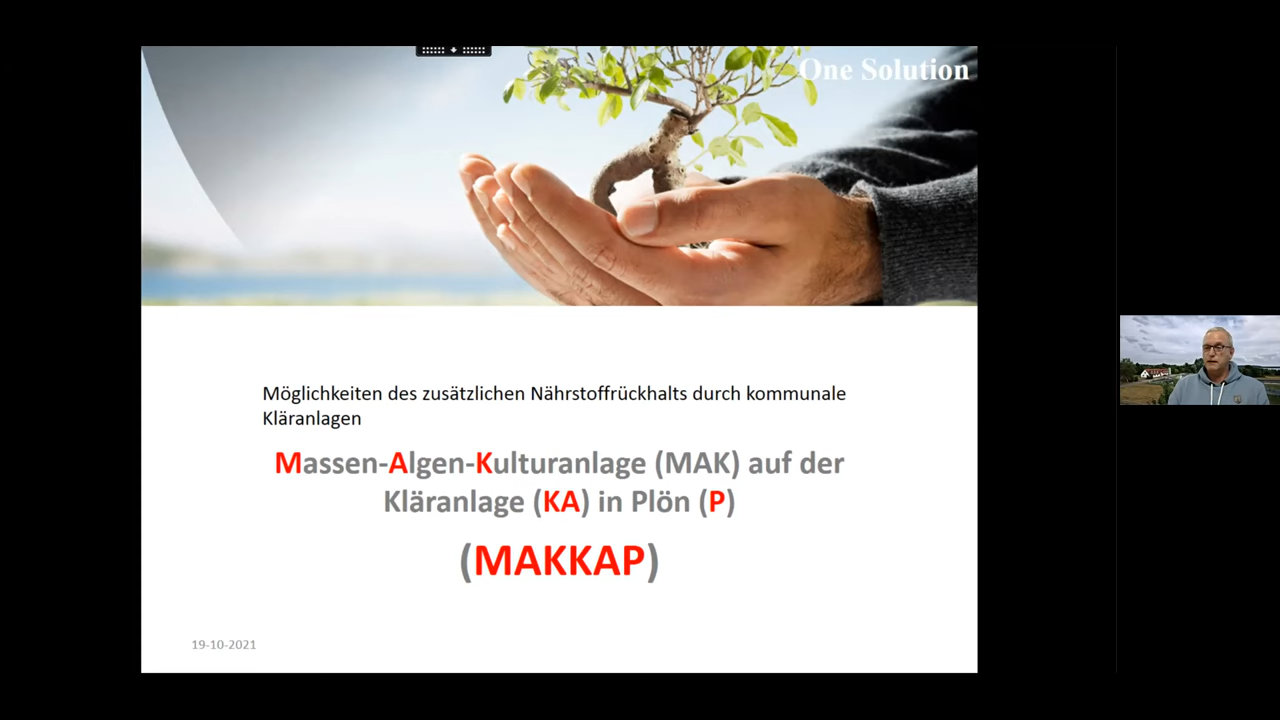 One Solution
Möglichkeiten des zusätzlichen Nährstoffrückhalts durch kommunale
Kläranlagen
Massen-Algen-Kulturanlage (MAK) auf der
Kläranlage (KA) in Plön (P)
(MAKKAP)
19-10-2021